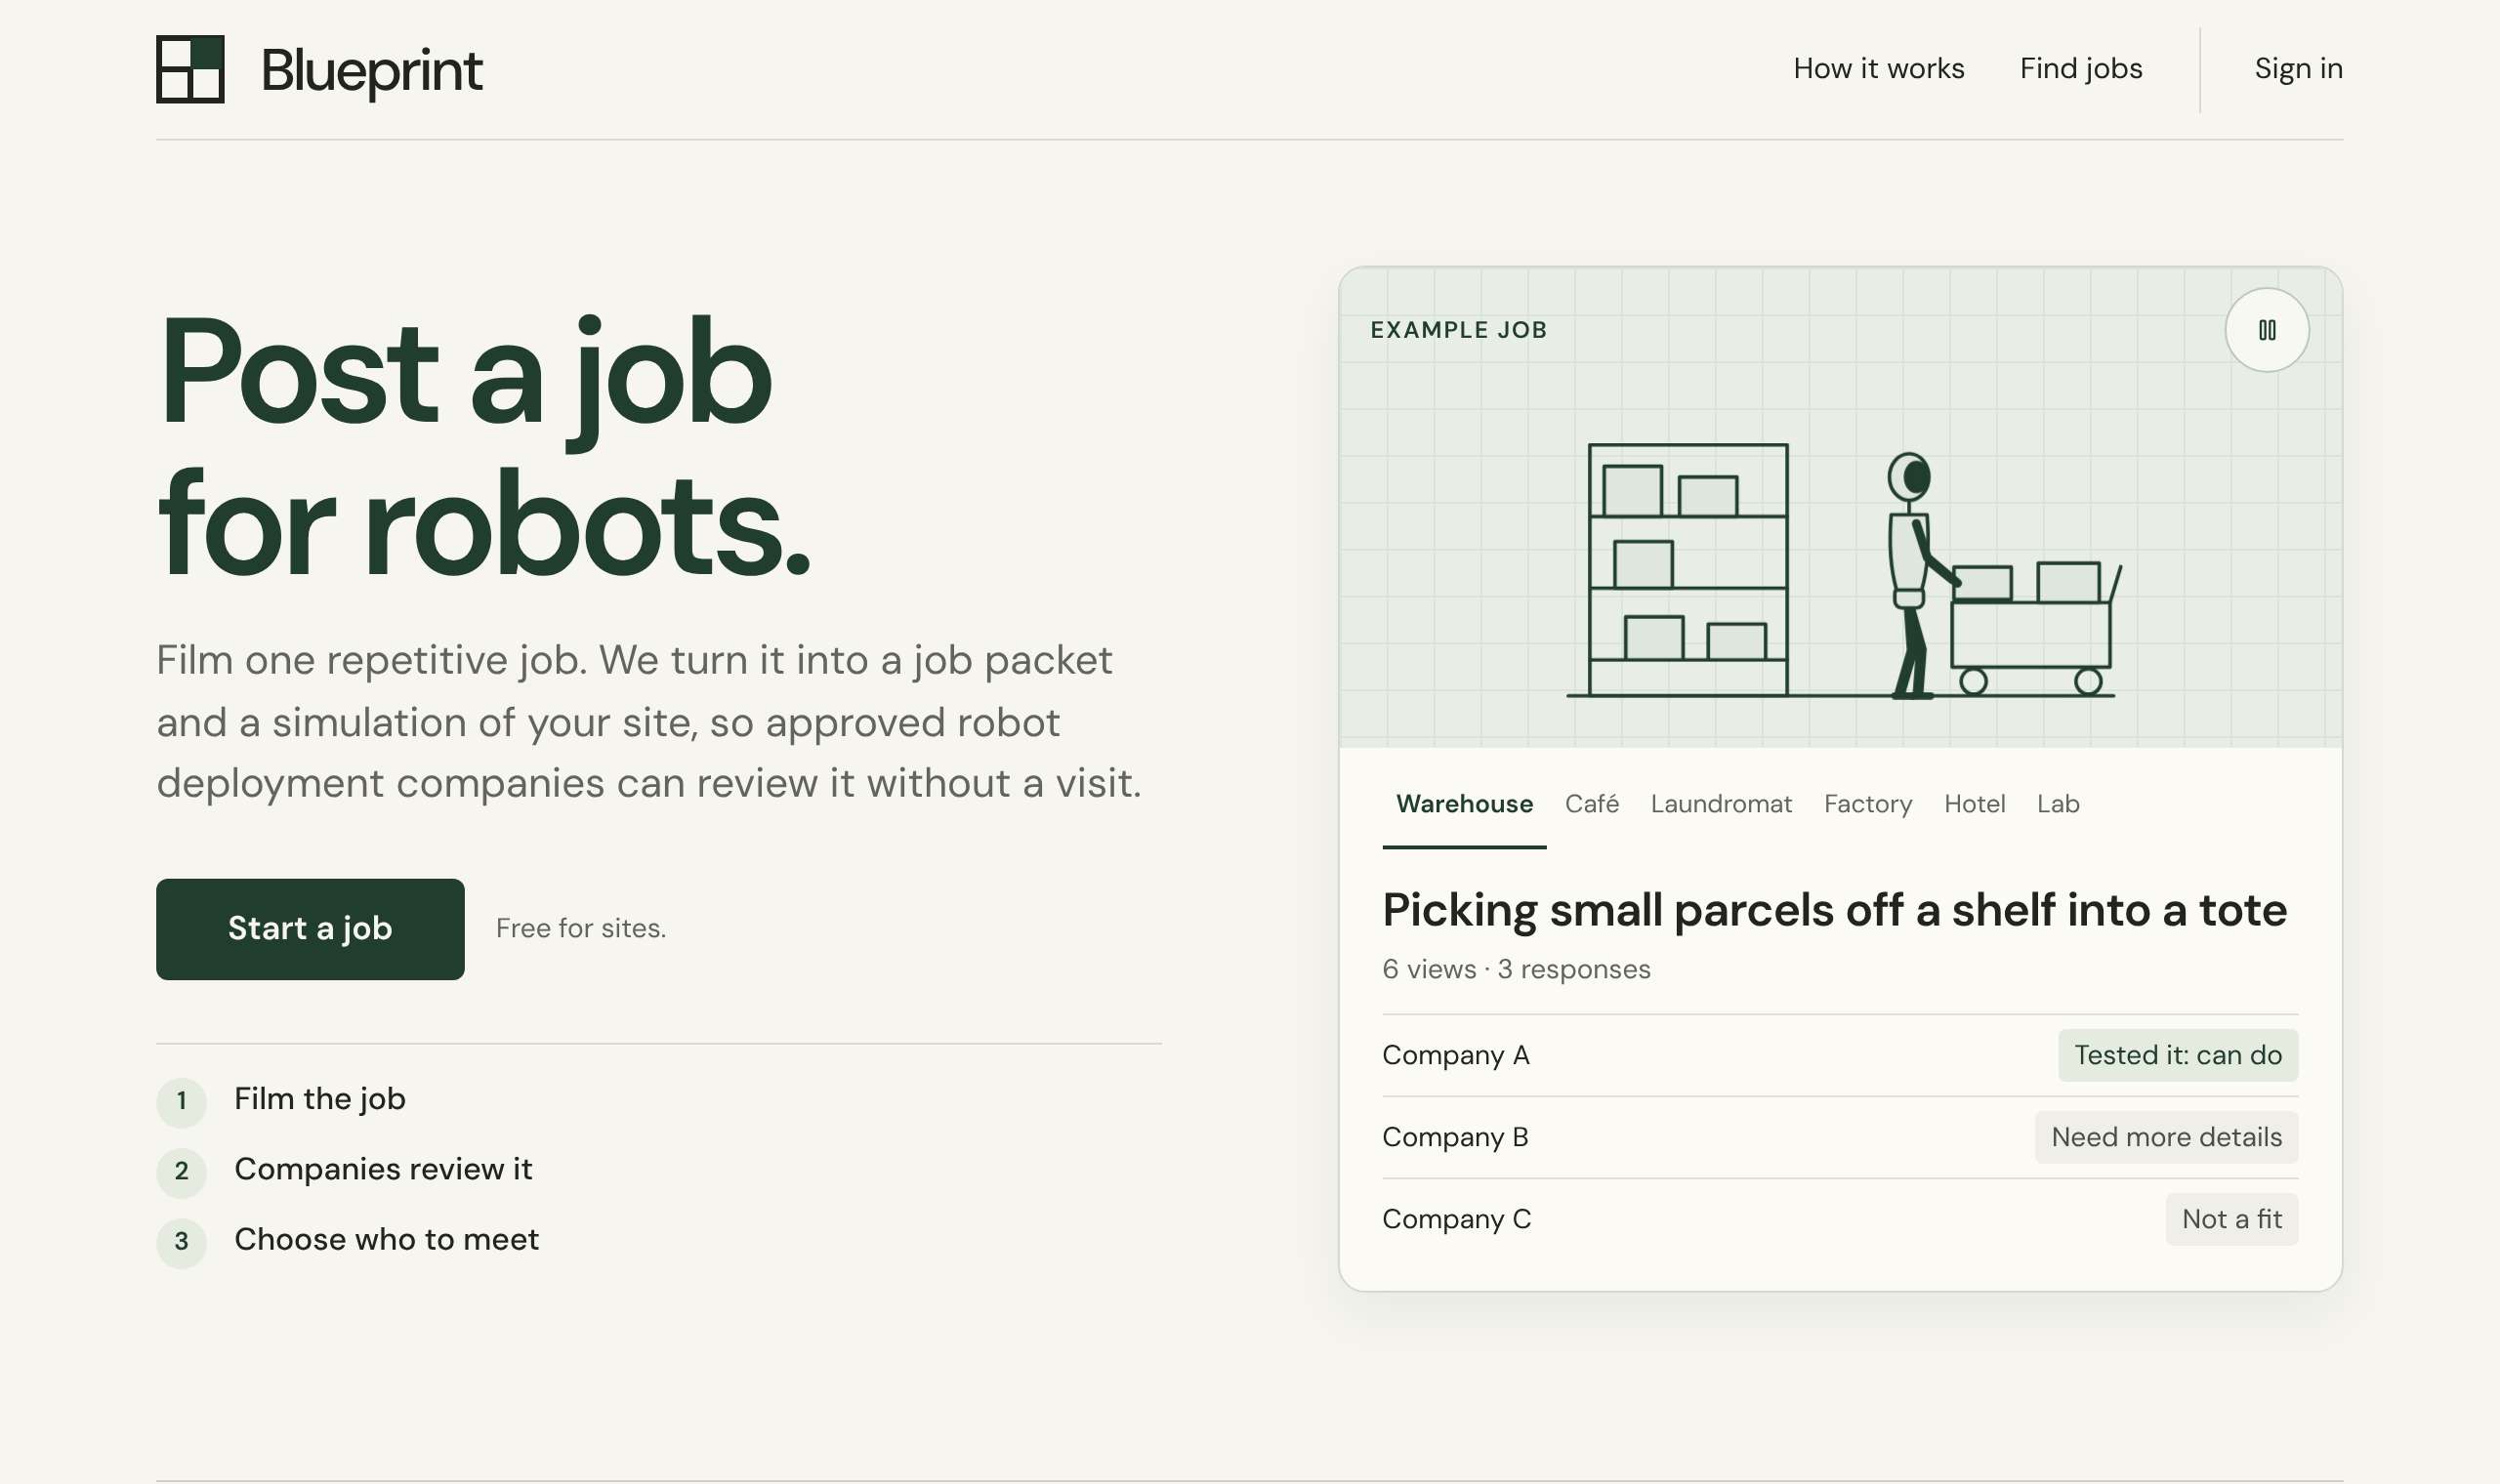 Blueprint
How it works
Find jobs
Sign in
Post a job
for robots.
Film one repetitive job. We turn it into a job packet
and a simulation of your site, so approved robot
deployment companies can review it without a visit.
Start a job
Free for sites.
1 Film the job
2 Companies review it
3 Choose who to meet
EXAMPLE JOB
Warehouse Café Laundromat Factory Hotel Lab
Picking small parcels off a shelf into a tote
6 views · 3 responses
Company A Tested it: can do
Company B Need more details
Company C Not a fit